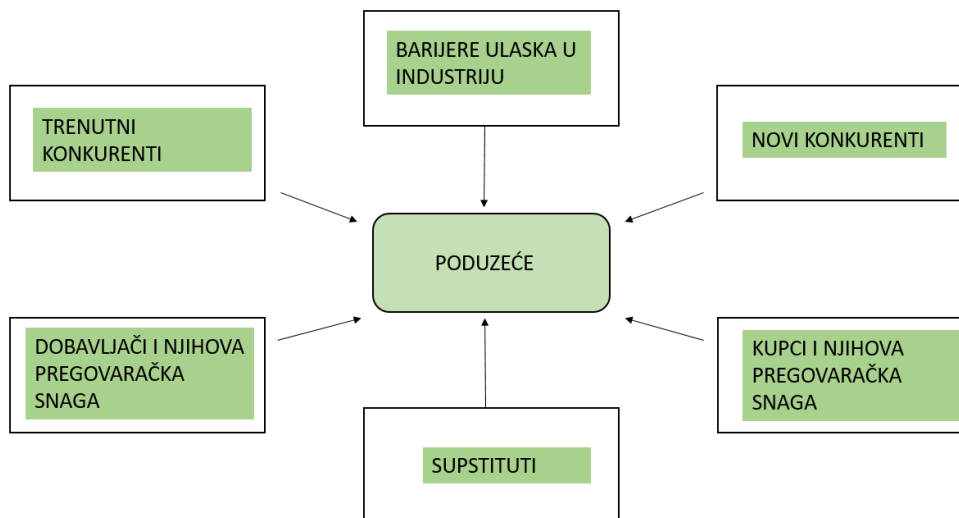 BARIJERE ULASKA U
INDUSTRIJU
TRENUTNI
KONKURENTI
NOVI KONKURENTI
PODUZEĆE
DOBAVLJAČI I NJIHOVA
PREGOVARAČKA
SNAGA
KUPCI I NJIHOVA
PREGOVARAČKA
SNAGA
SUPSTITUTI